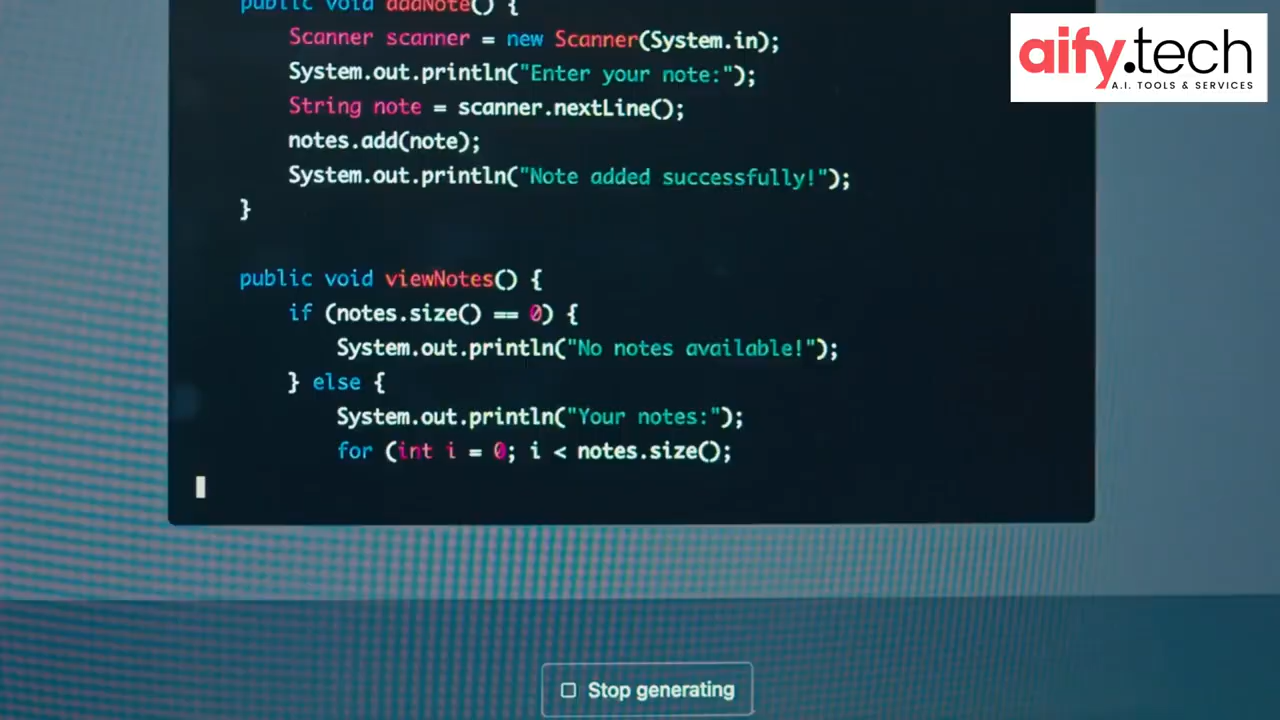 public void addNote() {
aify.tech
A.I. TOOLS & SERVICES
Scanner scanner = new Scanner(System.in);
System.out.println("Enter your note:");
String note = scanner.nextLine();
notes.add(note);
System.out.println("Note added successfully!");
}
public void viewNotes() {
if (notes.size() == 0) {
System.out.println("No notes available!");
} else {
System.out.println("Your notes:");
for (int i = 0; i < notes.size();
Stop generating